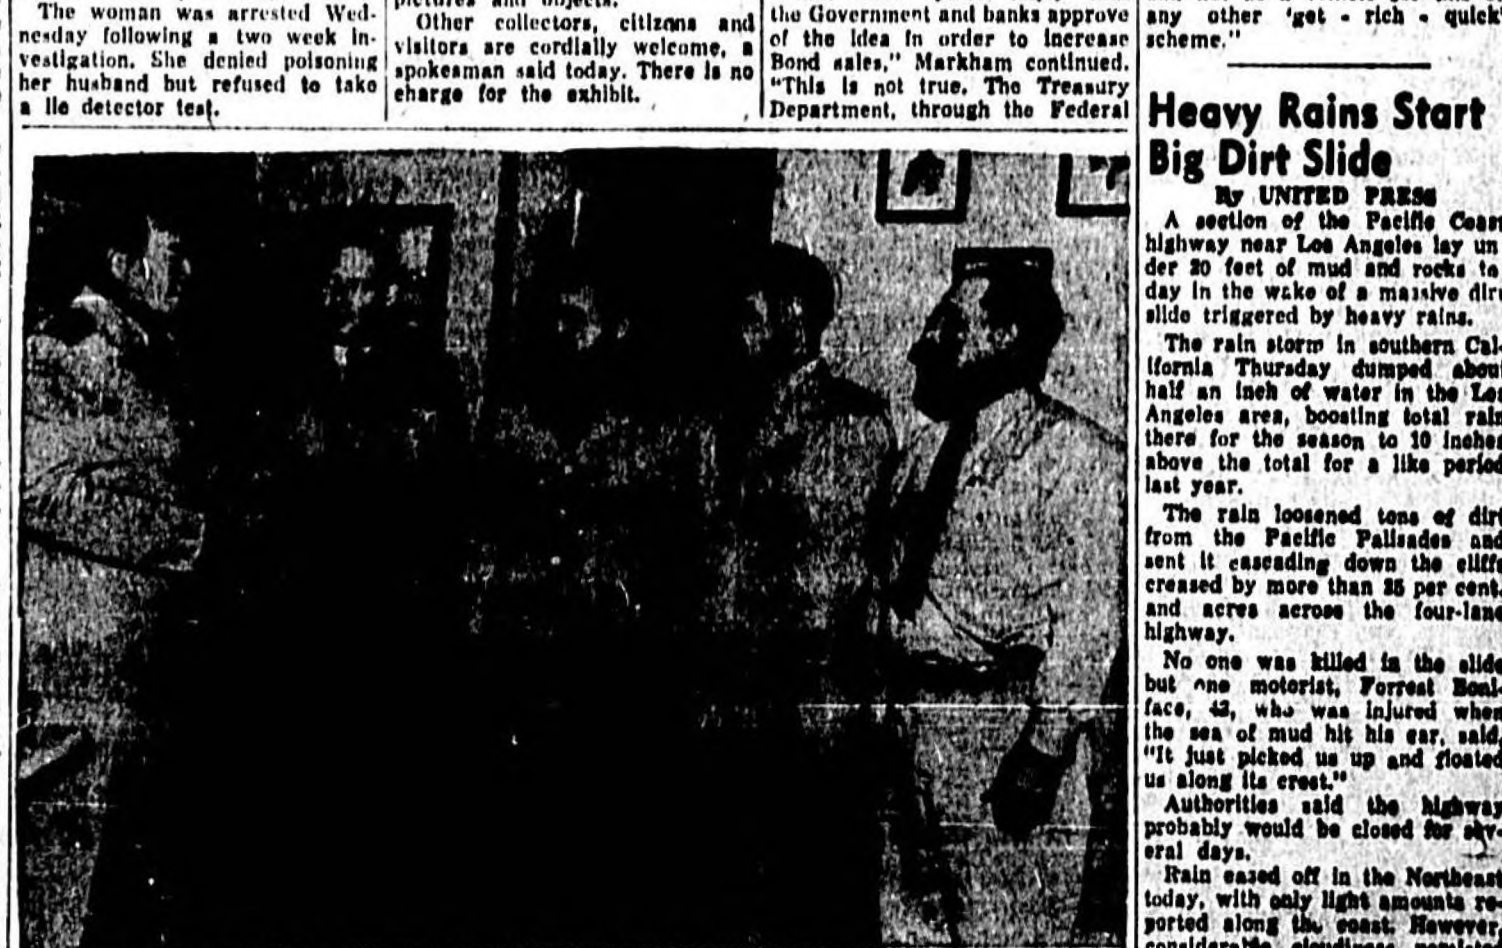 The woman was arrested Wed-
nesday following a two week in-
vestigation. She denied poisoning
her husband but refused to take
a lie detector test.
pictures and objects.
Other collectors, citizens and
visitors are cordially welcome, a
spokesman said today. There is no
charge for the exhibit.
the Government and banks approve
of the idea in order to increase
Bond sales," Markham continued.
"This is not true. The Treasury
Department, through the Federal
any other 'get - rich - quick
scheme."
Heavy Rains Start
Big Dirt Slide
By UNITED PRESS
A section of the Pacific Coast
highway near Los Angeles lay un
der 20 feet of mud and rocks to
day in the wake of a massive dirt
slide triggered by heavy rains.
The rain storm in southern Cal-
ifornia Thursday dumped about
half an inch of water in the Los
Angeles area, boosting total rain
there for the season to 10 inches
above the total for a like period
last year.
The rain loosened tons of dirt
from the Pacific Palisades and
sent it cascading down the cliffs
creased by more than 25 per cent.
and acres across the four-lane
highway.
No one was killed in the slide
but one motorist, Forrest Boni-
face, 43, who was injured when
the sea of mud hit his car, said,
"It just picked us up and floated
us along its crest."
Authorities said the highway
probably would be closed for sev-
eral days.
Rain eased off in the Northeast
today, with only light amounts re-
ported along the coast. However,